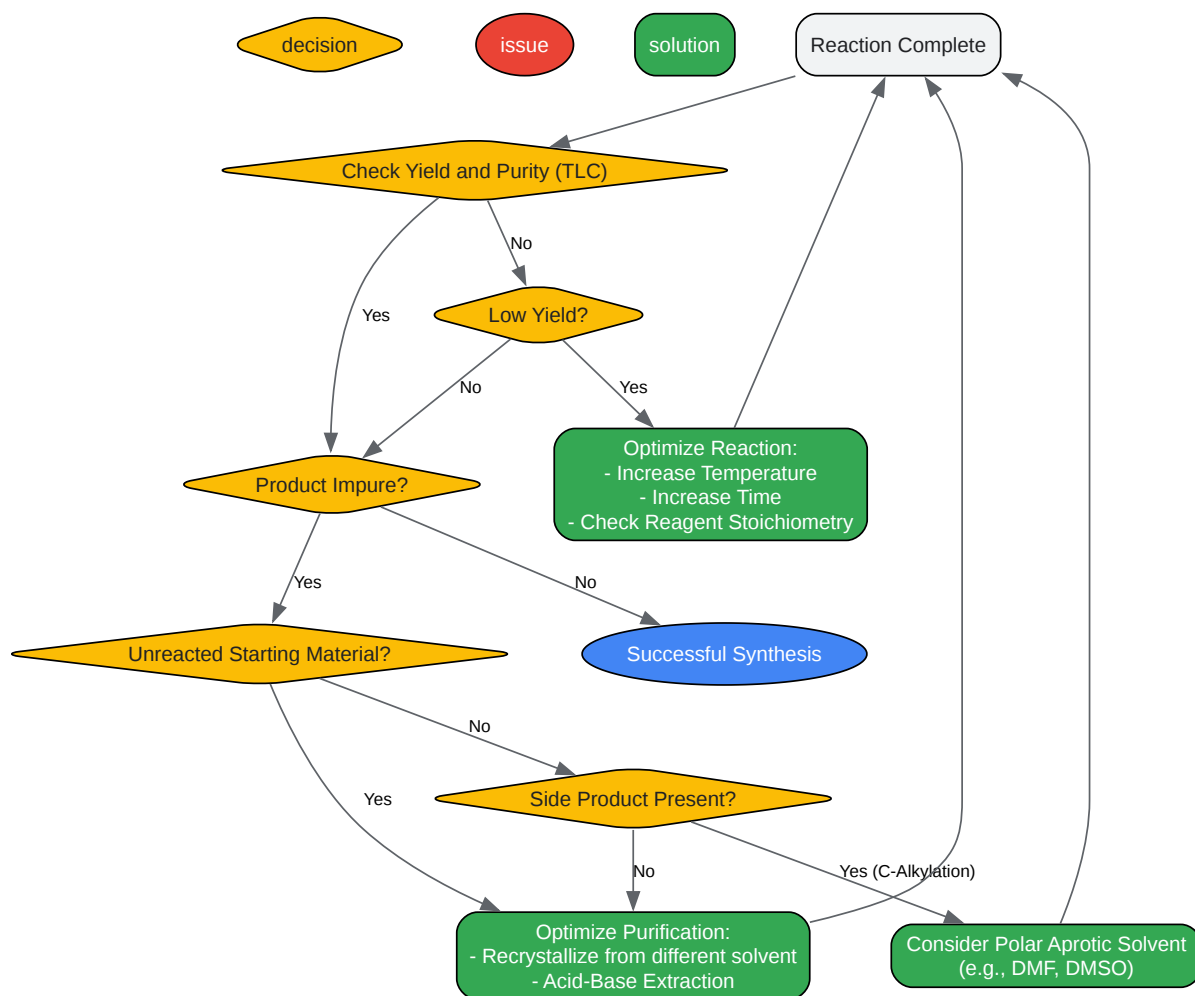 decision
issue
solution
Reaction Complete
Check Yield and Purity (TLC)
No
Yes
Low Yield?
No
Yes
Optimize Reaction:
- Increase Temperature
- Increase Time
- Check Reagent Stoichiometry
Product Impure?
Yes
No
Unreacted Starting Material?
Successful Synthesis
No
Yes
Side Product Present?
No
Yes (C-Alkylation)
Optimize Purification:
- Recrystallize from different solvent
- Acid-Base Extraction
Consider Polar Aprotic Solvent
(e.g., DMF, DMSO)